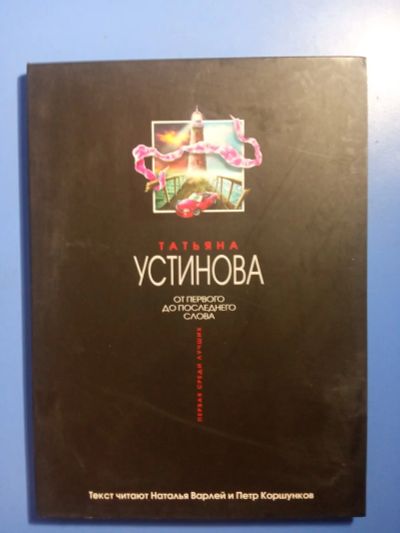 ТАТЬЯНА
УСТИНОВА
ОТ ПЕРВОГО
ДО ПОСЛЕДНЕГО
СЛОВА
ПЕРВАЯ СРЕДИ ЛУЧШИХ
Текст читают Наталья Варлей и Петр Коршунков